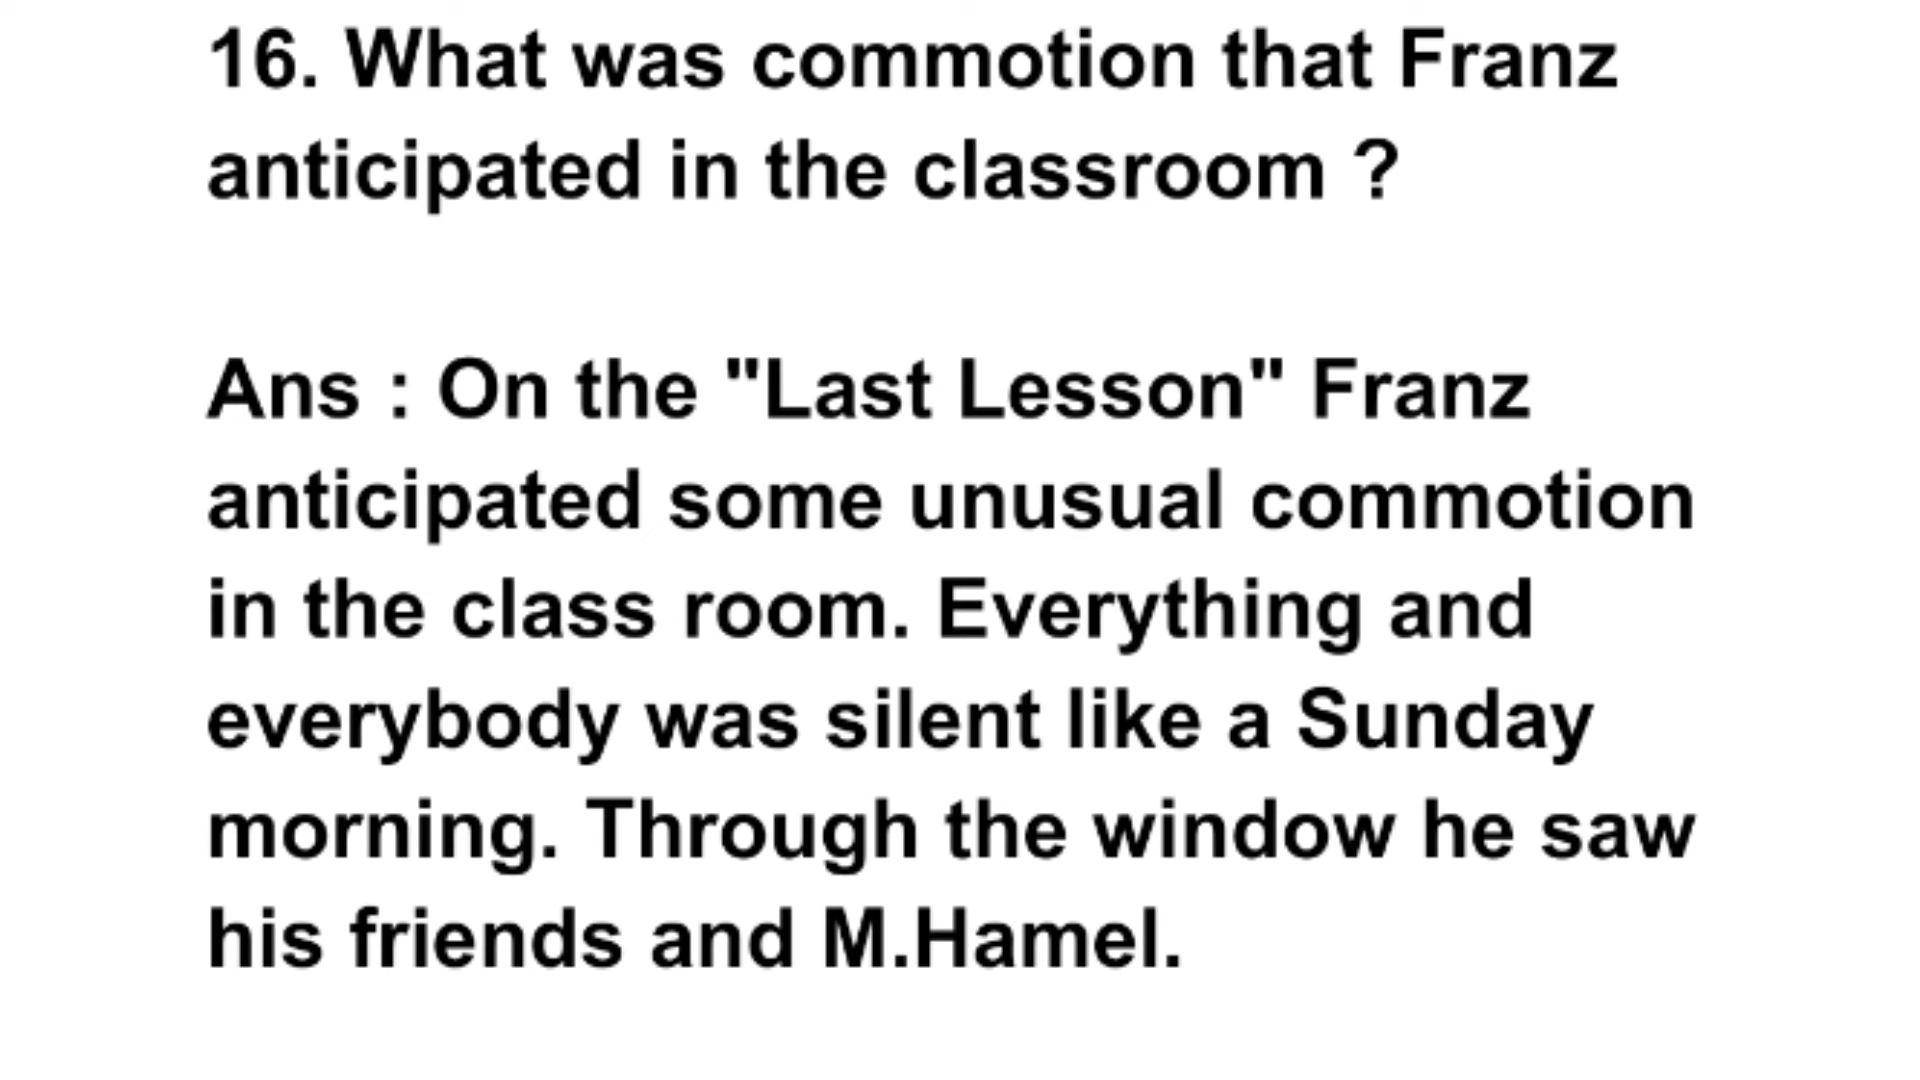 16. What was commotion that Franz
anticipated in the classroom ?
Ans : On the "Last Lesson" Franz
anticipated some unusual commotion
in the class room. Everything and
everybody was silent like a Sunday
morning. Through the window he saw
his friends and M.Hamel.